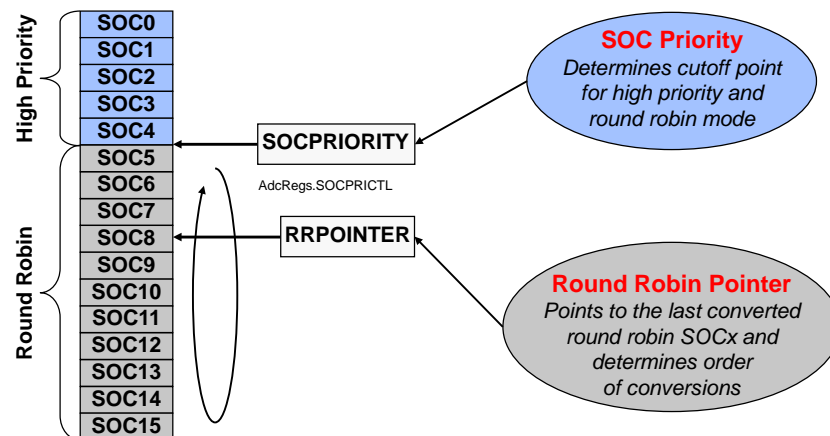 High Priority
Round Robin
SOC0
SOC1
SOC2
SOC3
SOC4
SOC5
SOC6
SOC7
SOC8
SOC9
SOC10
SOC11
SOC12
SOC13
SOC14
SOC15
SOCPRIORITY
AdcRegs.SOCPRICTL
RRPOINTER
SOC Priority
Determines cutoff point
for high priority and
round robin mode
Round Robin Pointer
Points to the last converted
round robin SOCx and
determines order
of conversions